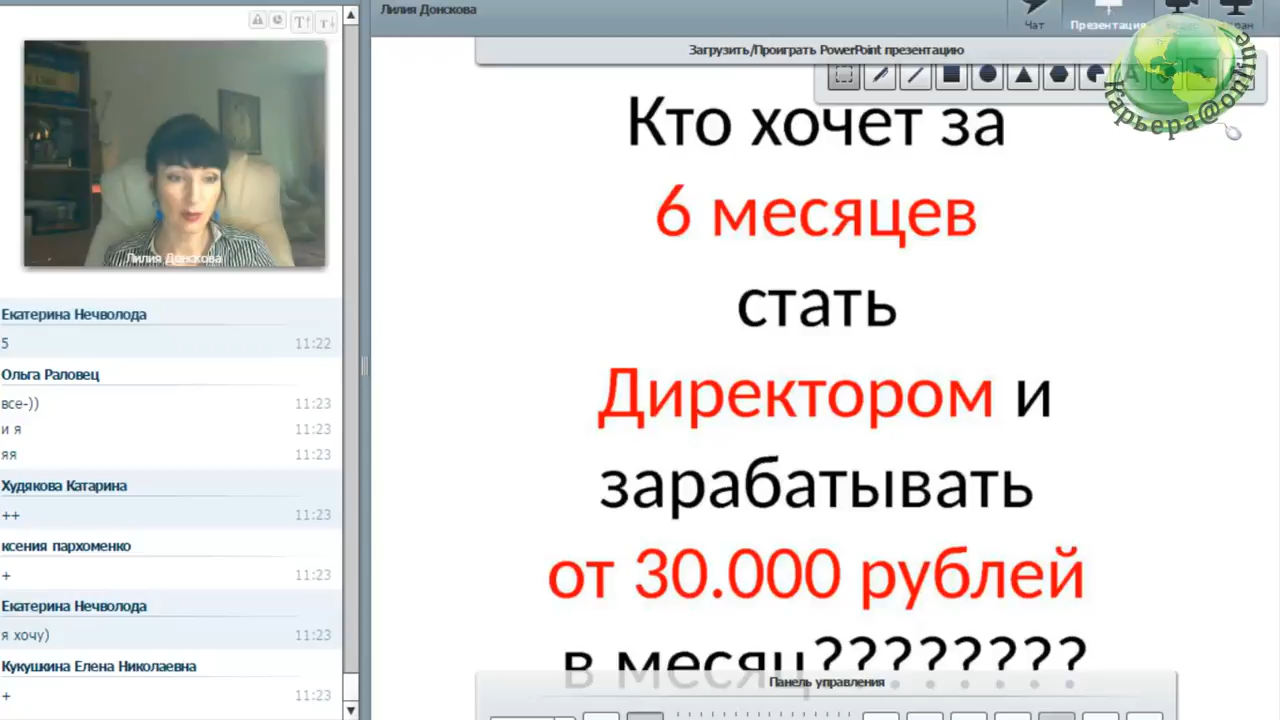 Лилия Донскова
Чат
Презентация
Загрузить/Проиграть PowerPoint презентацию
Карьера@online
Лилия Донскова
Екатерина Нечволода
5 11:22
Ольга Раловец
все-)) 11:23
и я 11:23
яя 11:23
Худякова Катарина
++ 11:23
ксения пархоменко
+ 11:23
Екатерина Нечволода
я хочу) 11:23
Кукушкина Елена Николаевна
+ 11:23
Кто хочет за
6 месяцев
стать
Директором и
зарабатывать
от 30.000 рублей
в месяц????????
Панель управления